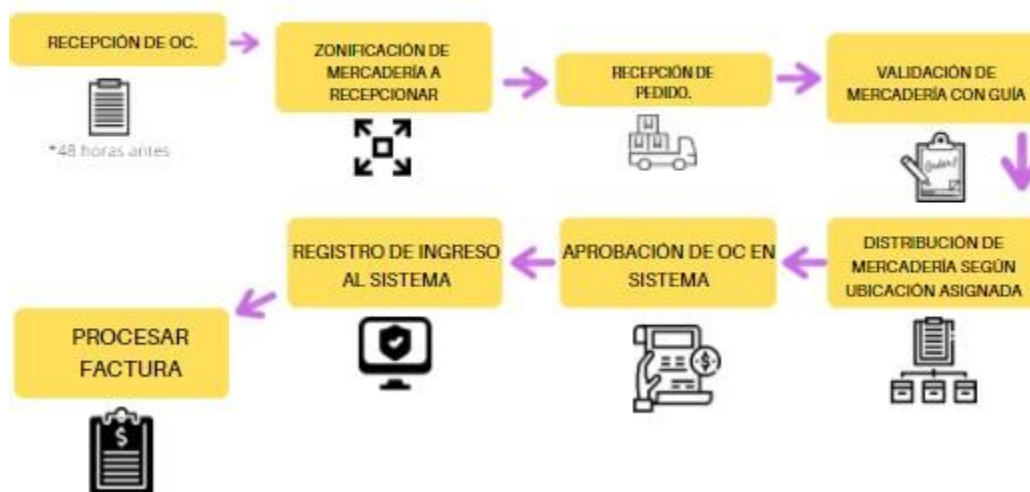 RECEPCIÓN DE OC.
*48 horas antes
ZONIFICACIÓN DE
MERCADERÍA A
RECEPCIONAR
RECEPCIÓN DE
PEDIDO.
VALIDACIÓN DE
MERCADERÍA CON GUÍA
Order!
DISTRIBUCIÓN DE
MERCADERÍA SEGÚN
UBICACIÓN ASIGNADA
APROBACIÓN DE OC EN
SISTEMA
$
REGISTRO DE INGRESO
AL SISTEMA
PROCESAR
FACTURA
$